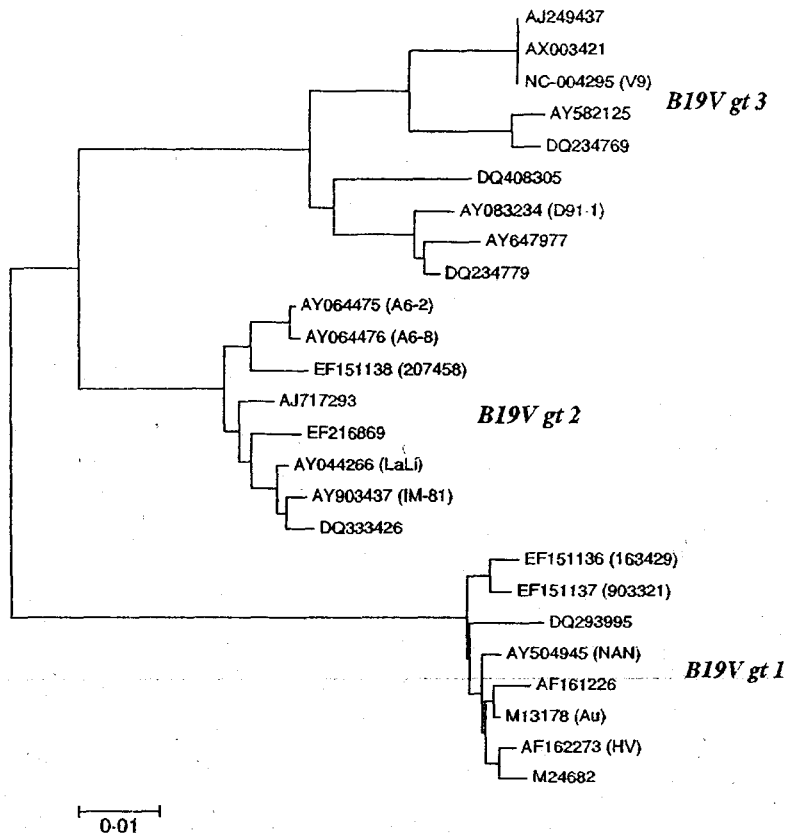 AJ249437
AX003421
NC-004295 (V9)
B19V gt 3
AY582125
DQ234769
DQ408305
AY083234 (D91·1)
AY647977
DQ234779
AY064475 (A6-2)
AY064476 (A6-8)
EF151138 (207458)
AJ717293
B19V gt 2
EF216869
AY044266 (LaLi)
AY903437 (IM-81)
DQ333426
EF151136 (163429)
EF151137 (903321)
DQ293995
AY504945 (NAN)
B19V gt 1
AF161226
M13178 (Au)
AF162273 (HV)
M24682
0·01